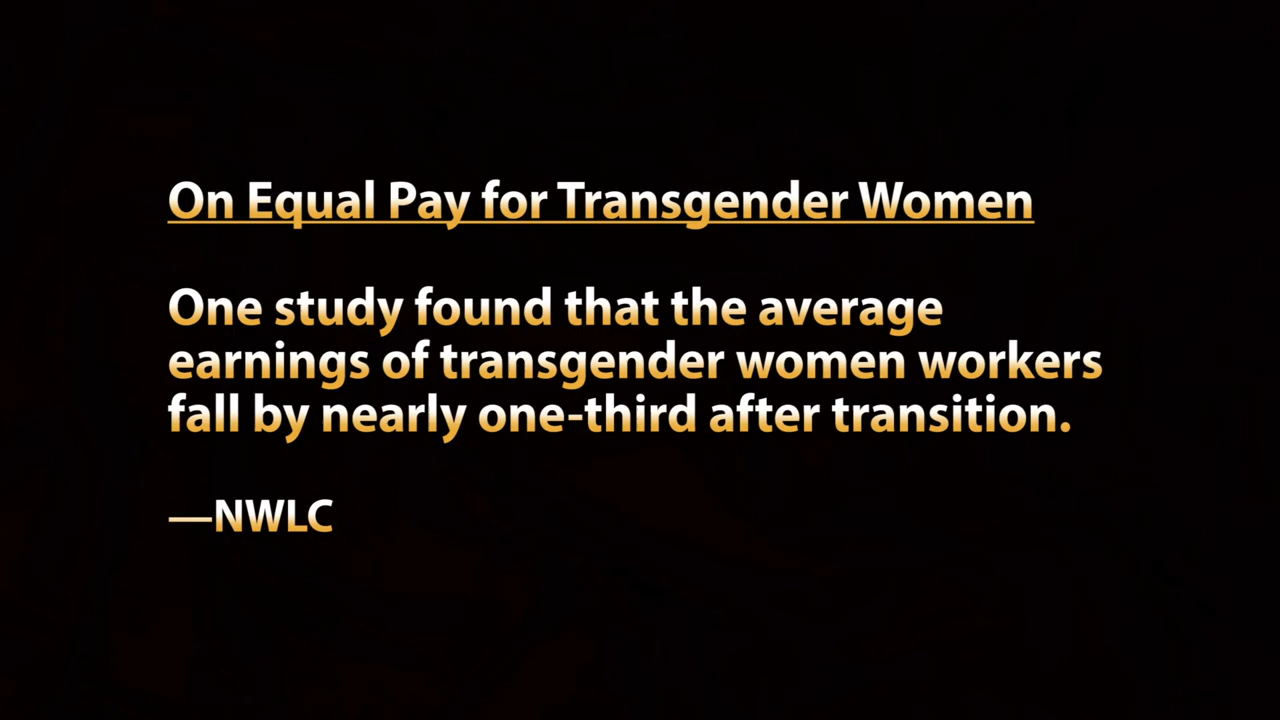 On Equal Pay for Transgender Women
One study found that the average
earnings of transgender women workers
fall by nearly one-third after transition.
—NWLC